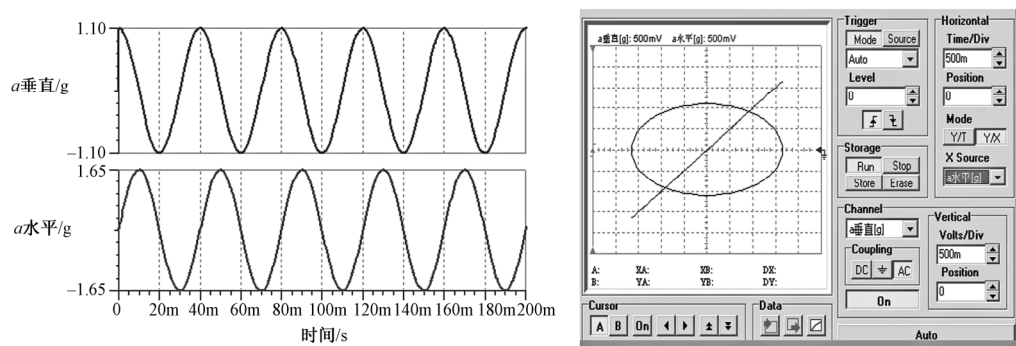 1.10
a垂直/g
−1.10
1.65
a水平/g
−1.65
0 20m 40m 60m 80m 100m 120m 140m 160m 180m 200m
时间/s
a垂直[g]: 500mV a水平[g]: 500mV
A: XA: XB: DX:
B: YA: YB: DY:
Cursor
A B On
Data
Trigger
Mode Source
Auto
Level
0
Storage
Run Stop
Store Erase
Channel
a垂直[g]
Coupling
DC AC
On
Horizontal
Time/Div
500m
Position
0
Mode
Y/T Y/X
X Source
a水平[g]
Vertical
Volts/Div
500m
Position
0
Auto